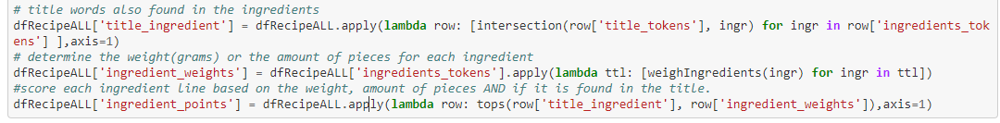 # title words also found in the ingredients
dfRecipeALL['title_ingredient'] = dfRecipeALL.apply(lambda row: [intersection(row['title_tokens'], ingr) for ingr in row['ingredients_tok
ens'] ],axis=1)
# determine the weight(grams) or the amount of pieces for each ingredient
dfRecipeALL['ingredient_weights'] = dfRecipeALL['ingredients_tokens'].apply(lambda ttl: [weighIngredients(ingr) for ingr in ttl])
#score each ingredient line based on the weight, amount of pieces AND if it is found in the title.
dfRecipeALL['ingredient_points'] = dfRecipeALL.apply(lambda row: tops(row['title_ingredient'], row['ingredient_weights']),axis=1)